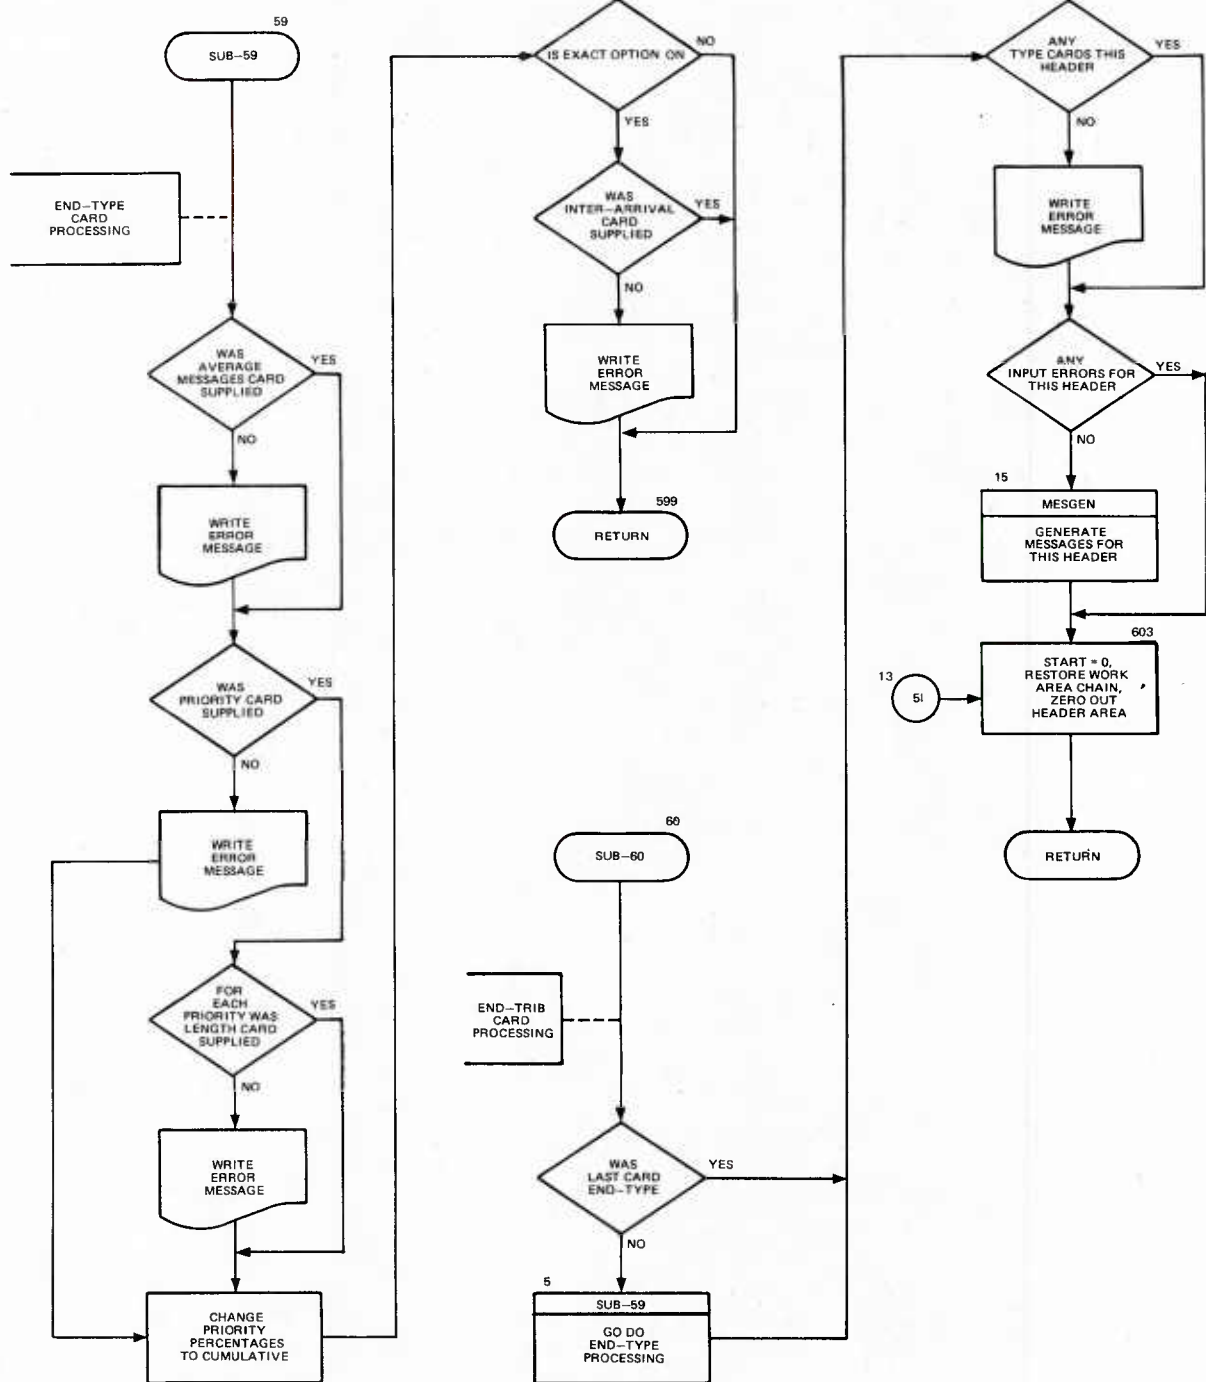 59
SUB-59
END-TYPE
CARD
PROCESSING
WAS
AVERAGE
MESSAGES CARD
SUPPLIED
YES
NO
WRITE
ERROR
MESSAGE
WAS
PRIORITY CARD
SUPPLIED
YES
NO
WRITE
ERROR
MESSAGE
FOR
EACH
PRIORITY WAS
LENGTH CARD
SUPPLIED
YES
NO
WRITE
ERROR
MESSAGE
CHANGE
PRIORITY
PERCENTAGES
TO CUMULATIVE
IS EXACT OPTION ON
NO
YES
WAS
INTER-ARRIVAL
CARD
SUPPLIED
YES
NO
WRITE
ERROR
MESSAGE
599
RETURN
60
SUB-60
END-TRIB
CARD
PROCESSING
WAS
LAST CARD
END-TYPE
YES
NO
5
SUB-59
GO DO
END-TYPE
PROCESSING
ANY
TYPE CARDS THIS
HEADER
YES
NO
WRITE
ERROR
MESSAGE
ANY
INPUT ERRORS FOR
THIS HEADER
YES
NO
15
MESGEN
GENERATE
MESSAGES FOR
THIS HEADER
603
START = 0,
RESTORE WORK
AREA CHAIN,
ZERO OUT
HEADER AREA
13
51
RETURN